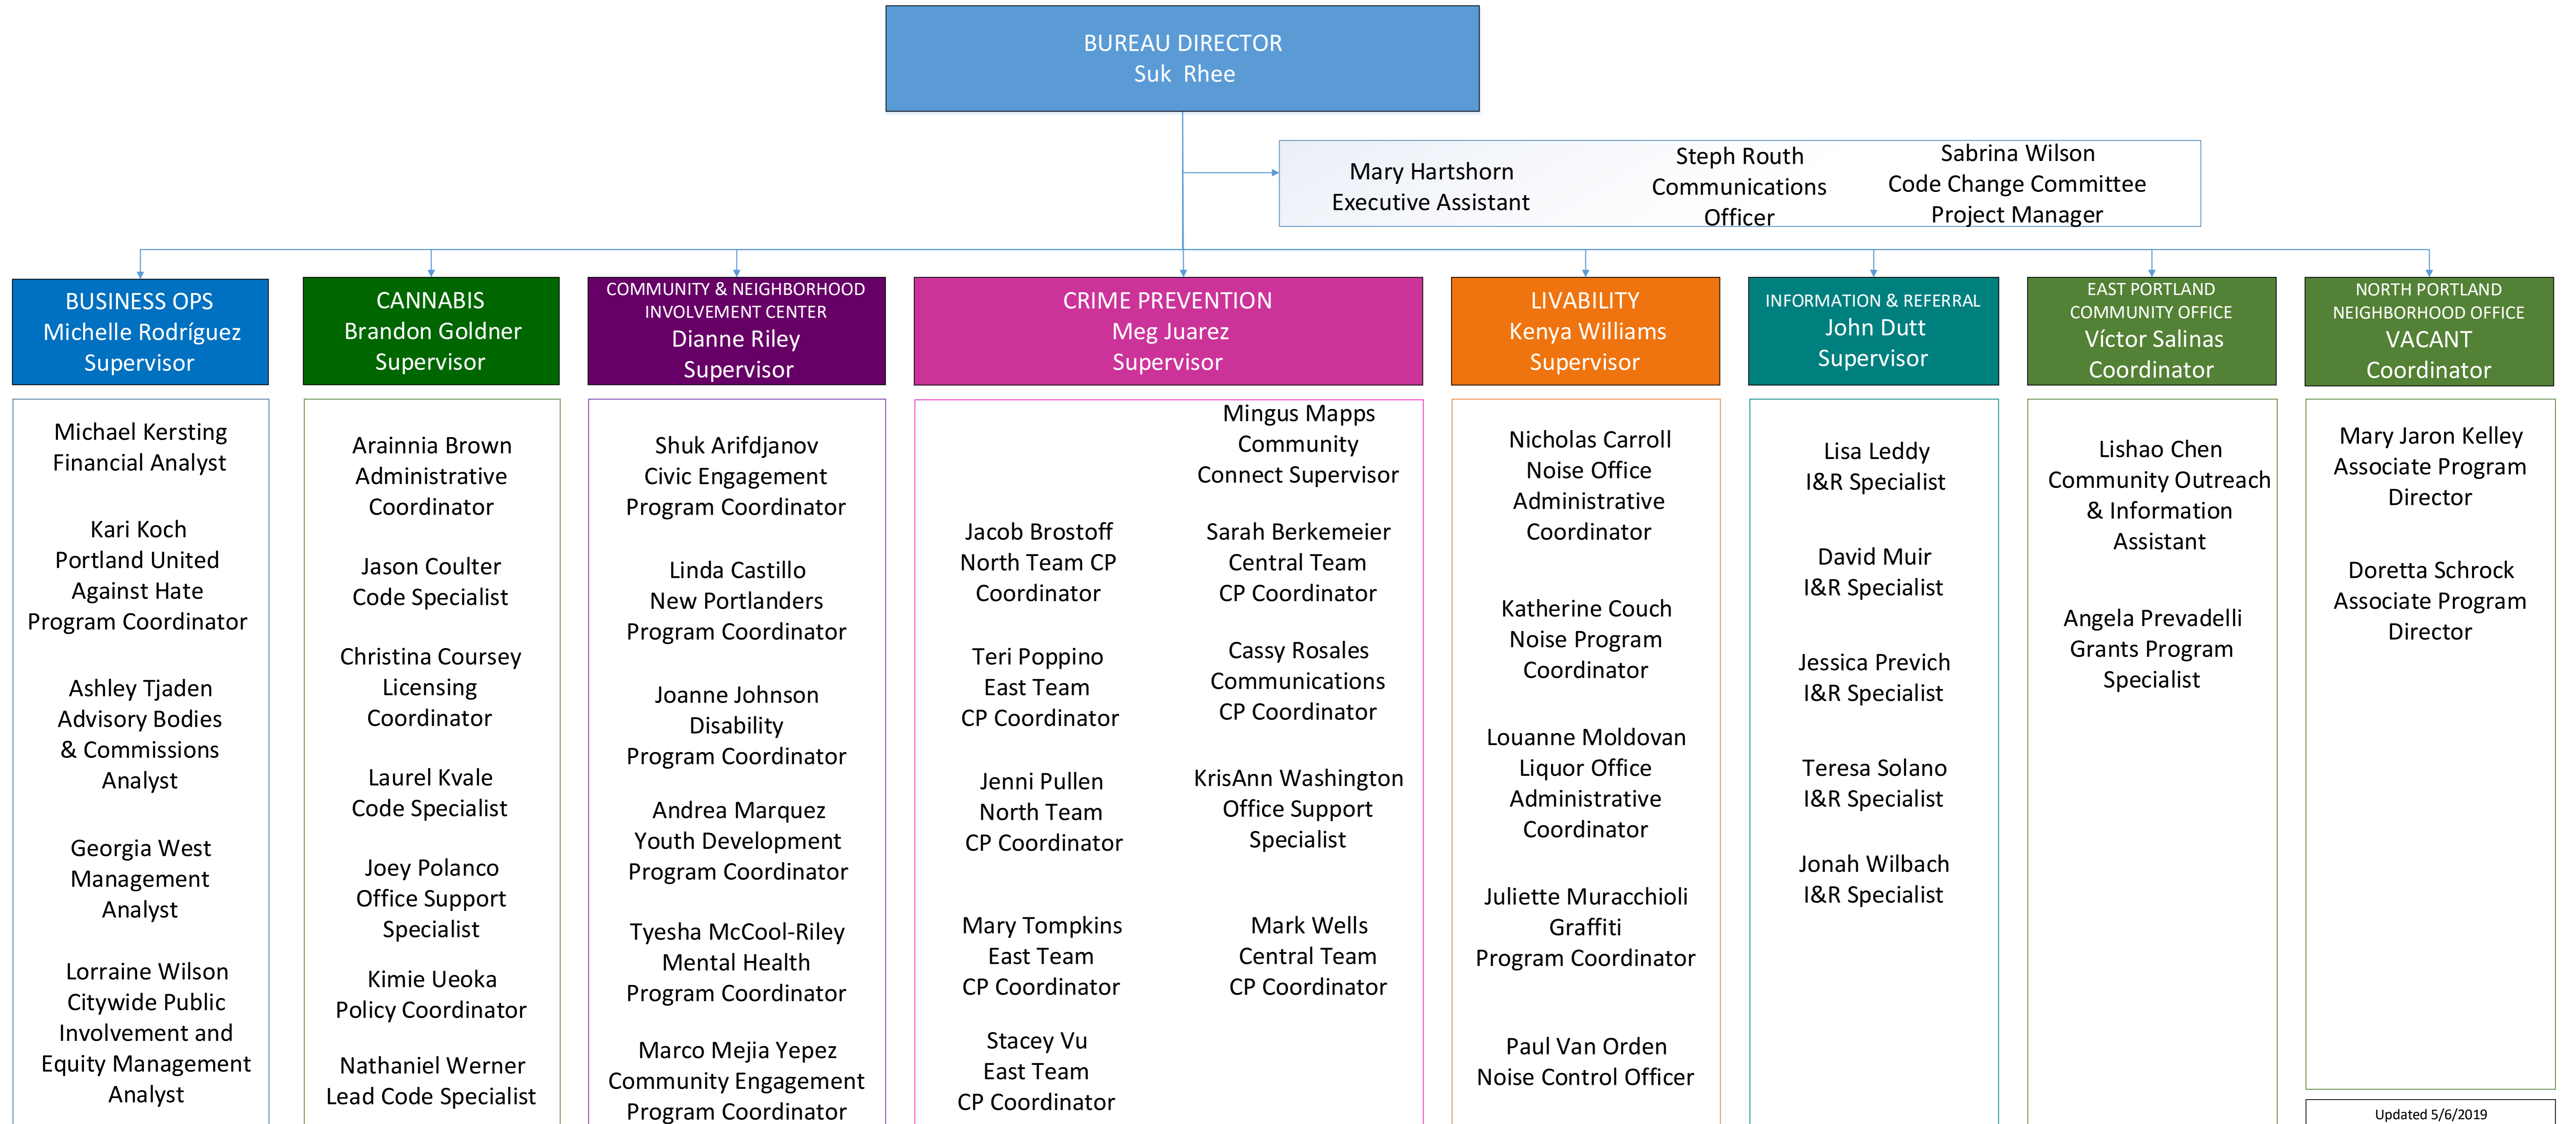 BUREAU DIRECTOR
Suk Rhee
Mary Hartshorn
Executive Assistant
Steph Routh
Communications
Officer
Sabrina Wilson
Code Change Committee
Project Manager
BUSINESS OPS
Michelle Rodríguez
Supervisor
Michael Kersting
Financial Analyst
Kari Koch
Portland United
Against Hate
Program Coordinator
Ashley Tjaden
Advisory Bodies
& Commissions
Analyst
Georgia West
Management
Analyst
Lorraine Wilson
Citywide Public
Involvement and
Equity Management
Analyst
CANNABIS
Brandon Goldner
Supervisor
Arainnia Brown
Administrative
Coordinator
Jason Coulter
Code Specialist
Christina Coursey
Licensing
Coordinator
Laurel Kvale
Code Specialist
Joey Polanco
Office Support
Specialist
Kimie Ueoka
Policy Coordinator
Nathaniel Werner
Lead Code Specialist
COMMUNITY & NEIGHBORHOOD
INVOLVEMENT CENTER
Dianne Riley
Supervisor
Shuk Arifdjanov
Civic Engagement
Program Coordinator
Linda Castillo
New Portlanders
Program Coordinator
Joanne Johnson
Disability
Program Coordinator
Andrea Marquez
Youth Development
Program Coordinator
Tyesha McCool-Riley
Mental Health
Program Coordinator
Marco Mejia Yepez
Community Engagement
Program Coordinator
CRIME PREVENTION
Meg Juarez
Supervisor
Jacob Brostoff
North Team CP
Coordinator
Teri Poppino
East Team
CP Coordinator
Jenni Pullen
North Team
CP Coordinator
Mary Tompkins
East Team
CP Coordinator
Stacey Vu
East Team
CP Coordinator
Mingus Mapps
Community
Connect Supervisor
Sarah Berkemeier
Central Team
CP Coordinator
Cassy Rosales
Communications
CP Coordinator
KrisAnn Washington
Office Support
Specialist
Mark Wells
Central Team
CP Coordinator
LIVABILITY
Kenya Williams
Supervisor
Nicholas Carroll
Noise Office
Administrative
Coordinator
Katherine Couch
Noise Program
Coordinator
Louanne Moldovan
Liquor Office
Administrative
Coordinator
Juliette Muracchioli
Graffiti
Program Coordinator
Paul Van Orden
Noise Control Officer
INFORMATION & REFERRAL
John Dutt
Supervisor
Lisa Leddy
I&R Specialist
David Muir
I&R Specialist
Jessica Previch
I&R Specialist
Teresa Solano
I&R Specialist
Jonah Wilbach
I&R Specialist
EAST PORTLAND
COMMUNITY OFFICE
Víctor Salinas
Coordinator
Lishao Chen
Community Outreach
& Information
Assistant
Angela Prevadelli
Grants Program
Specialist
NORTH PORTLAND
NEIGHBORHOOD OFFICE
VACANT
Coordinator
Mary Jaron Kelley
Associate Program
Director
Doretta Schrock
Associate Program
Director
Updated 5/6/2019